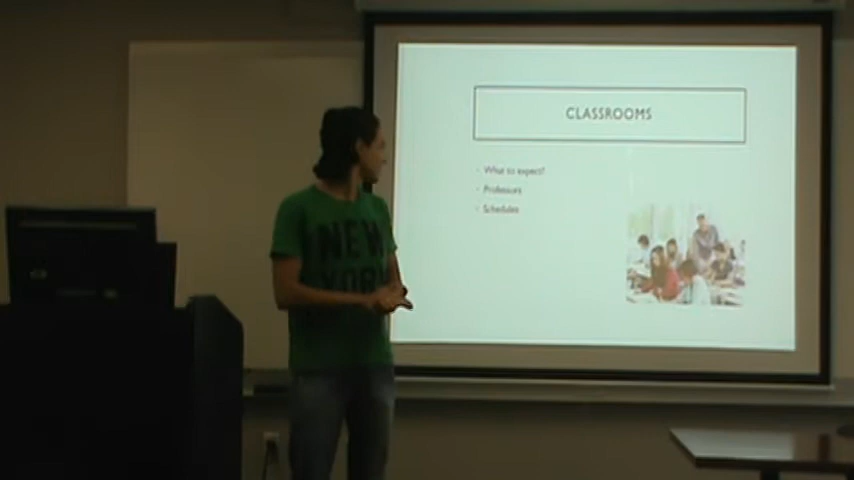 CLASSROOMS
What to expect?
Professors
Schedules
NEW
YORK